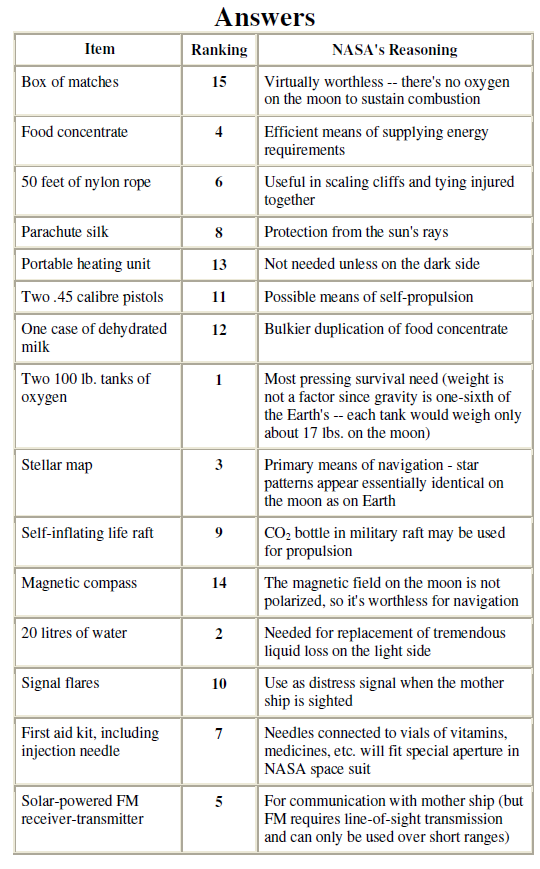 Answers
Item Ranking NASA's Reasoning
Box of matches 15 Virtually worthless -- there's no oxygen
on the moon to sustain combustion
Food concentrate 4 Efficient means of supplying energy
requirements
50 feet of nylon rope 6 Useful in scaling cliffs and tying injured
together
Parachute silk 8 Protection from the sun's rays
Portable heating unit 13 Not needed unless on the dark side
Two .45 calibre pistols 11 Possible means of self-propulsion
One case of dehydrated 12 Bulkier duplication of food concentrate
milk
Two 100 lb. tanks of 1 Most pressing survival need (weight is
oxygen not a factor since gravity is one-sixth of
the Earth's -- each tank would weigh only
about 17 lbs. on the moon)
Stellar map 3 Primary means of navigation - star
patterns appear essentially identical on
the moon as on Earth
Self-inflating life raft 9 CO₂ bottle in military raft may be used
for propulsion
Magnetic compass 14 The magnetic field on the moon is not
polarized, so it's worthless for navigation
20 litres of water 2 Needed for replacement of tremendous
liquid loss on the light side
Signal flares 10 Use as distress signal when the mother
ship is sighted
First aid kit, including 7 Needles connected to vials of vitamins,
injection needle medicines, etc. will fit special aperture in
NASA space suit
Solar-powered FM 5 For communication with mother ship (but
receiver-transmitter FM requires line-of-sight transmission
and can only be used over short ranges)